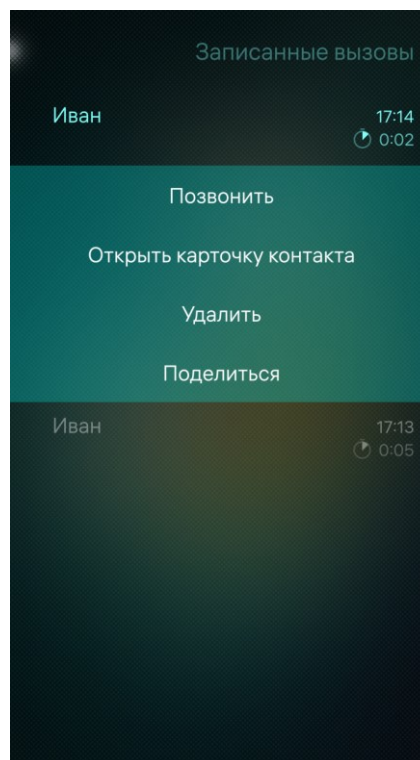 Записанные вызовы
Иван 17:14
0:02
Позвонить
Открыть карточку контакта
Удалить
Поделиться
Иван 17:13
0:05